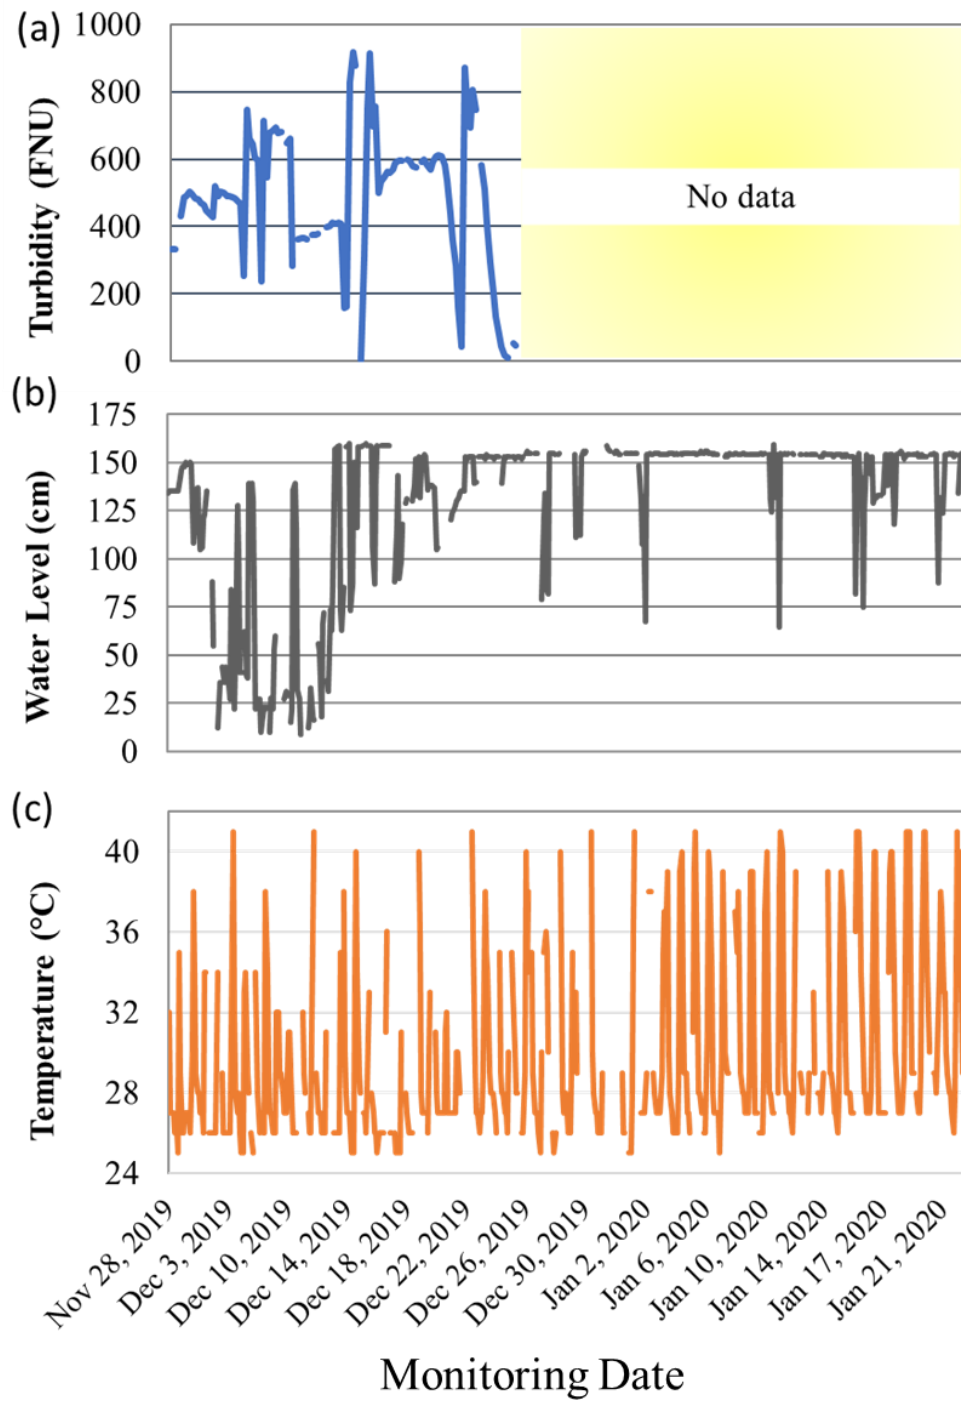 (a)
1000
800
600
400
200
0
Turbidity (FNU)
No data
(b)
175
150
125
100
75
50
25
0
Water Level (cm)
(c)
40
36
32
28
24
Temperature (°C)
Nov 28, 2019
Dec 3, 2019
Dec 10, 2019
Dec 14, 2019
Dec 18, 2019
Dec 22, 2019
Dec 26, 2019
Dec 30, 2019
Jan 2, 2020
Jan 6, 2020
Jan 10, 2020
Jan 14, 2020
Jan 17, 2020
Jan 21, 2020
Monitoring Date